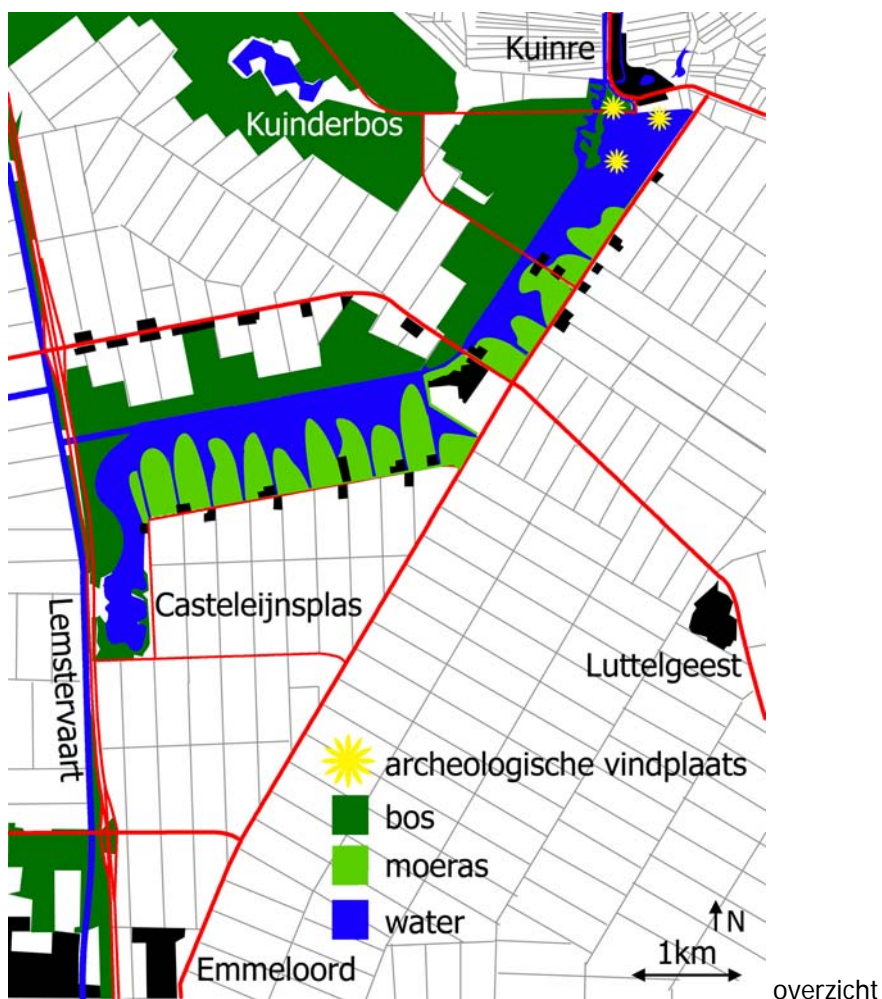 Kuinre
Kuinderbos
Casteleijnsplas
Lemstervaart
Luttelgeest
archeologische vindplaats
bos
moeras
water
N
1km
Emmeloord
overzicht